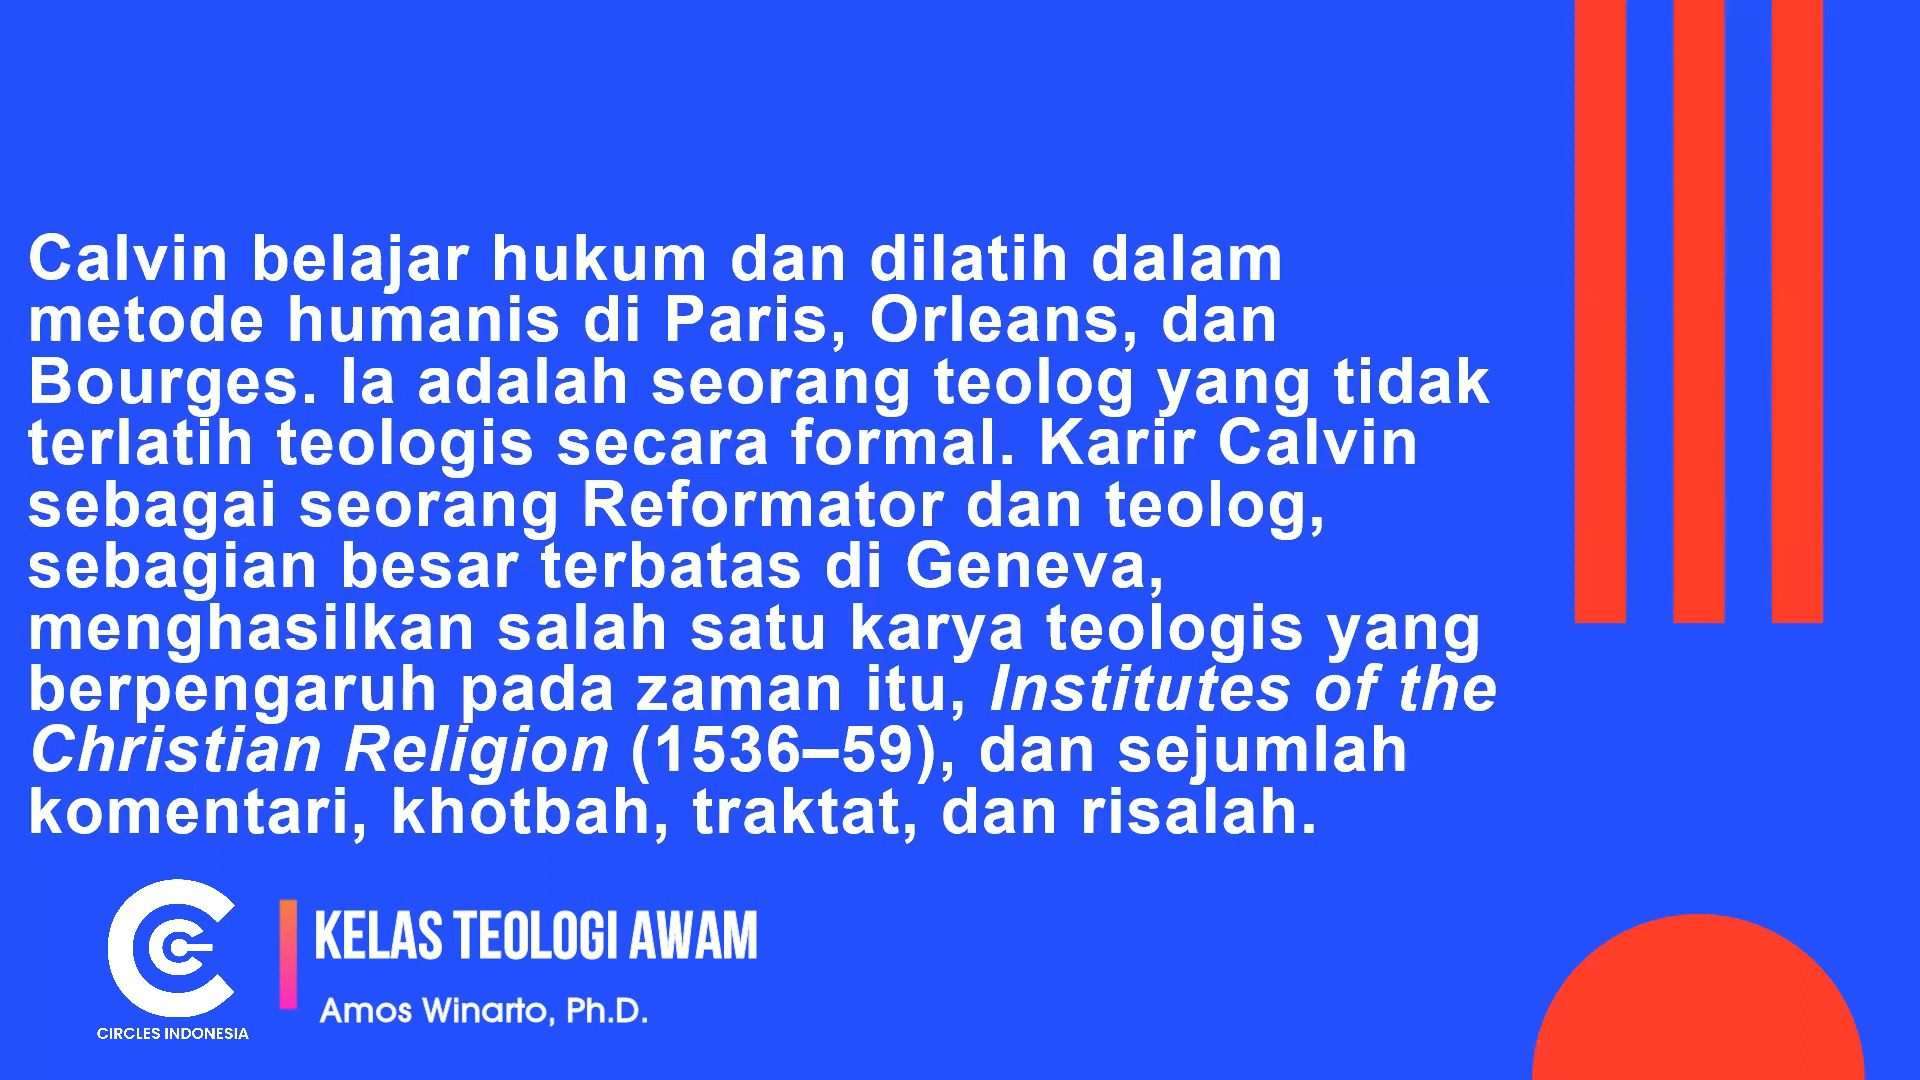 Calvin belajar hukum dan dilatih dalam
metode humanis di Paris, Orleans, dan
Bourges. Ia adalah seorang teolog yang tidak
terlatih teologis secara formal. Karir Calvin
sebagai seorang Reformator dan teolog,
sebagian besar terbatas di Geneva,
menghasilkan salah satu karya teologis yang
berpengaruh pada zaman itu, Institutes of the
Christian Religion (1536–59), dan sejumlah
komentari, khotbah, traktat, dan risalah.
KELAS TEOLOGI AWAM
Amos Winarto, Ph.D.
CIRCLES INDONESIA